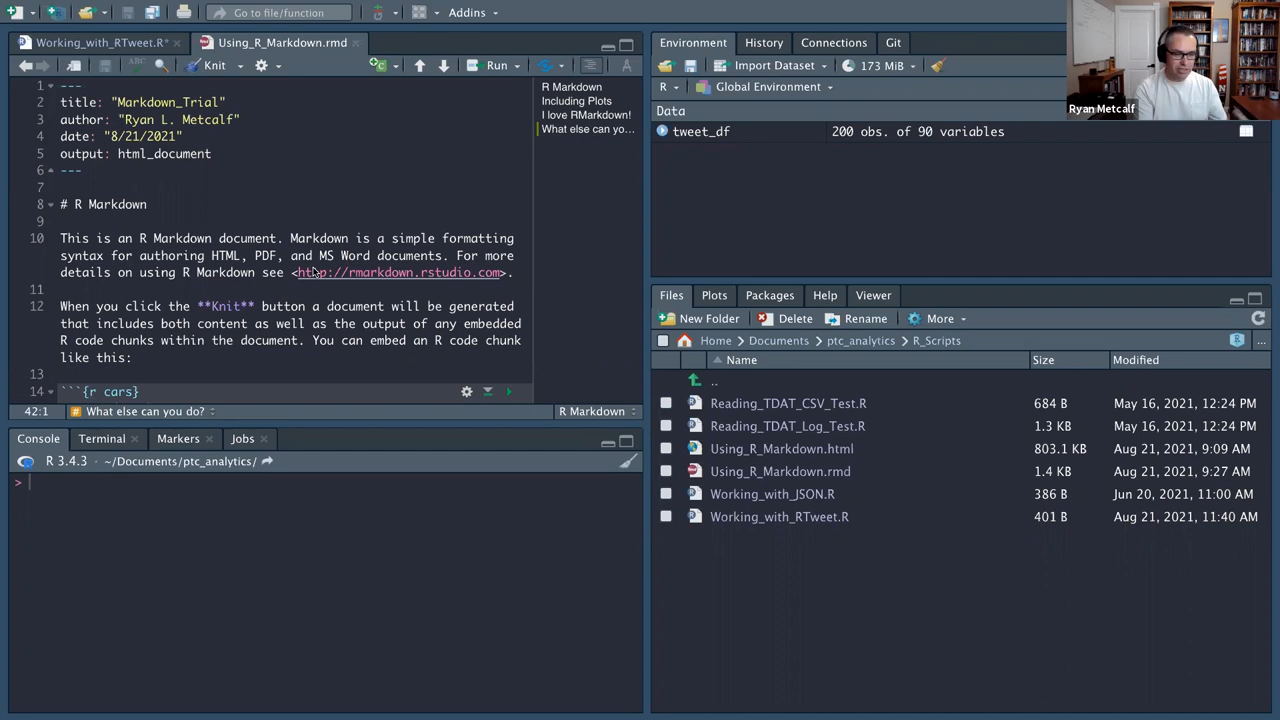 Go to file/function
Addins
Working_with_RTweet.R*
Using_R_Markdown.rmd
Knit
Run
1 ---
2 title: "Markdown_Trial"
3 author: "Ryan L. Metcalf"
4 date: "8/21/2021"
5 output: html_document
6 ---
7
8 # R Markdown
9
10 This is an R Markdown document. Markdown is a simple formatting
syntax for authoring HTML, PDF, and MS Word documents. For more
details on using R Markdown see <http://rmarkdown.rstudio.com>.
11
12 When you click the **Knit** button a document will be generated
that includes both content as well as the output of any embedded
R code chunks within the document. You can embed an R code chunk
like this:
13
14 ```{r cars}
R Markdown
Including Plots
I love RMarkdown!
What else can yo...
42:1 # What else can you do? R Markdown
Console Terminal Markers Jobs
R 3.4.3 · ~/Documents/ptc_analytics/
>
Environment History Connections Git
Import Dataset 173 MiB
R Global Environment
Data
tweet_df 200 obs. of 90 variables
Ryan Metcalf
Files Plots Packages Help Viewer
New Folder Delete Rename More
Home Documents ptc_analytics R_Scripts ...
Name Size Modified
..
Reading_TDAT_CSV_Test.R 684 B May 16, 2021, 12:24 PM
Reading_TDAT_Log_Test.R 1.3 KB May 16, 2021, 12:24 PM
Using_R_Markdown.html 803.1 KB Aug 21, 2021, 9:09 AM
Using_R_Markdown.rmd 1.4 KB Aug 21, 2021, 9:27 AM
Working_with_JSON.R 386 B Jun 20, 2021, 11:00 AM
Working_with_RTweet.R 401 B Aug 21, 2021, 11:40 AM